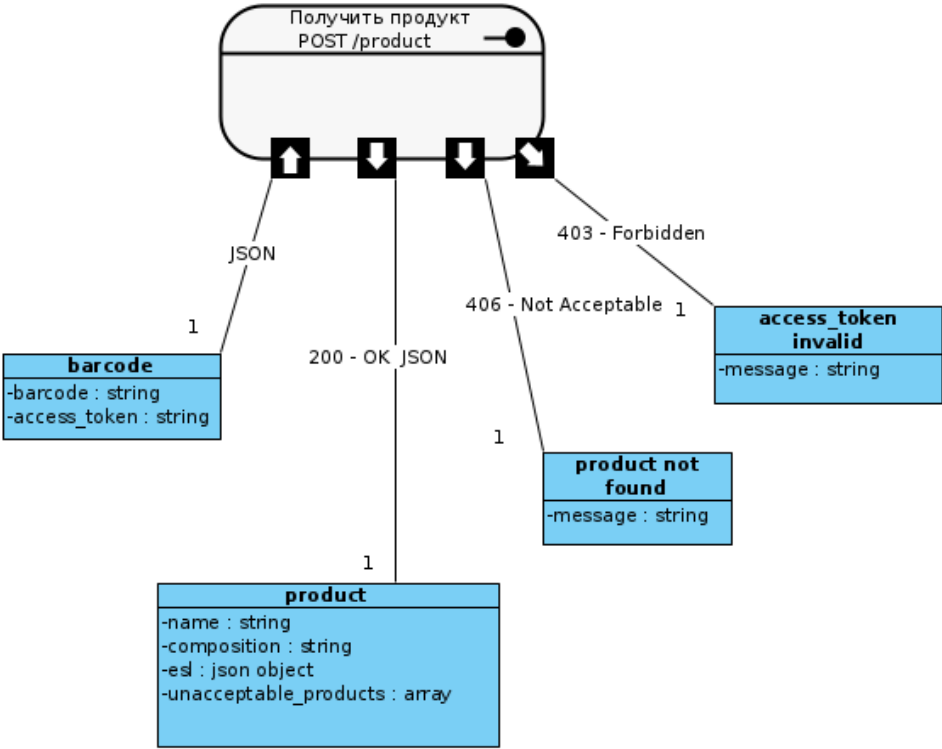 Получить продукт
POST /product
JSON
403 - Forbidden
406 - Not Acceptable
200 - OK JSON
1
barcode
-barcode : string
-access_token : string
1
access_token
invalid
-message : string
1
product not
found
-message : string
1
product
-name : string
-composition : string
-esl : json object
-unacceptable_products : array